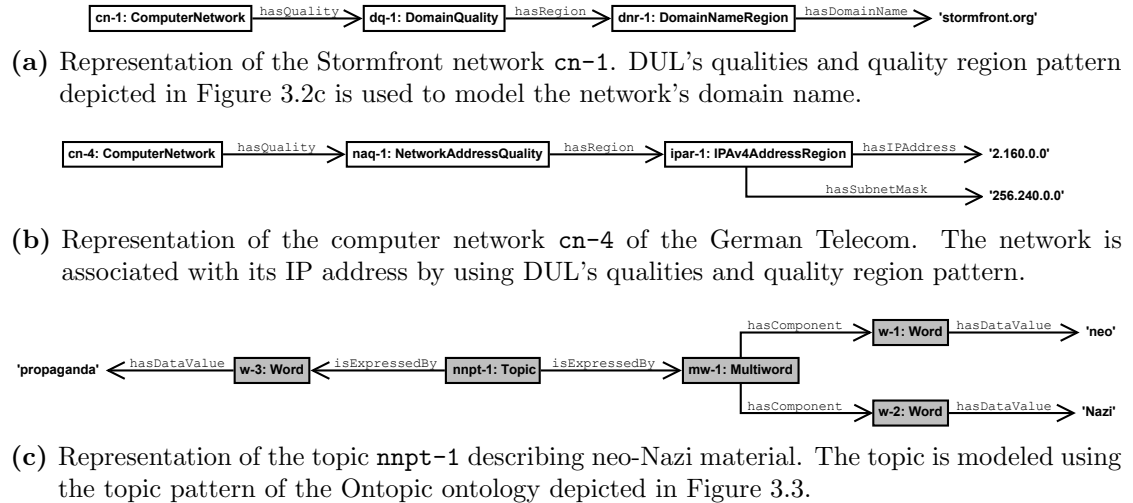 cn-1: ComputerNetwork hasQuality dq-1: DomainQuality hasRegion dnr-1: DomainNameRegion hasDomainName 'stormfront.org'
(a) Representation of the Stormfront network cn-1. DUL's qualities and quality region pattern
depicted in Figure 3.2c is used to model the network's domain name.
cn-4: ComputerNetwork hasQuality naq-1: NetworkAddressQuality hasRegion ipar-1: IPAv4AddressRegion hasIPAddress '2.160.0.0'
hasSubnetMask '256.240.0.0'
(b) Representation of the computer network cn-4 of the German Telecom. The network is
associated with its IP address by using DUL's qualities and quality region pattern.
hasComponent w-1: Word hasDataValue 'neo'
'propaganda' hasDataValue w-3: Word isExpressedBy nnpt-1: Topic isExpressedBy mw-1: Multiword
hasComponent w-2: Word hasDataValue 'Nazi'
(c) Representation of the topic nnpt-1 describing neo-Nazi material. The topic is modeled using
the topic pattern of the Ontopic ontology depicted in Figure 3.3.